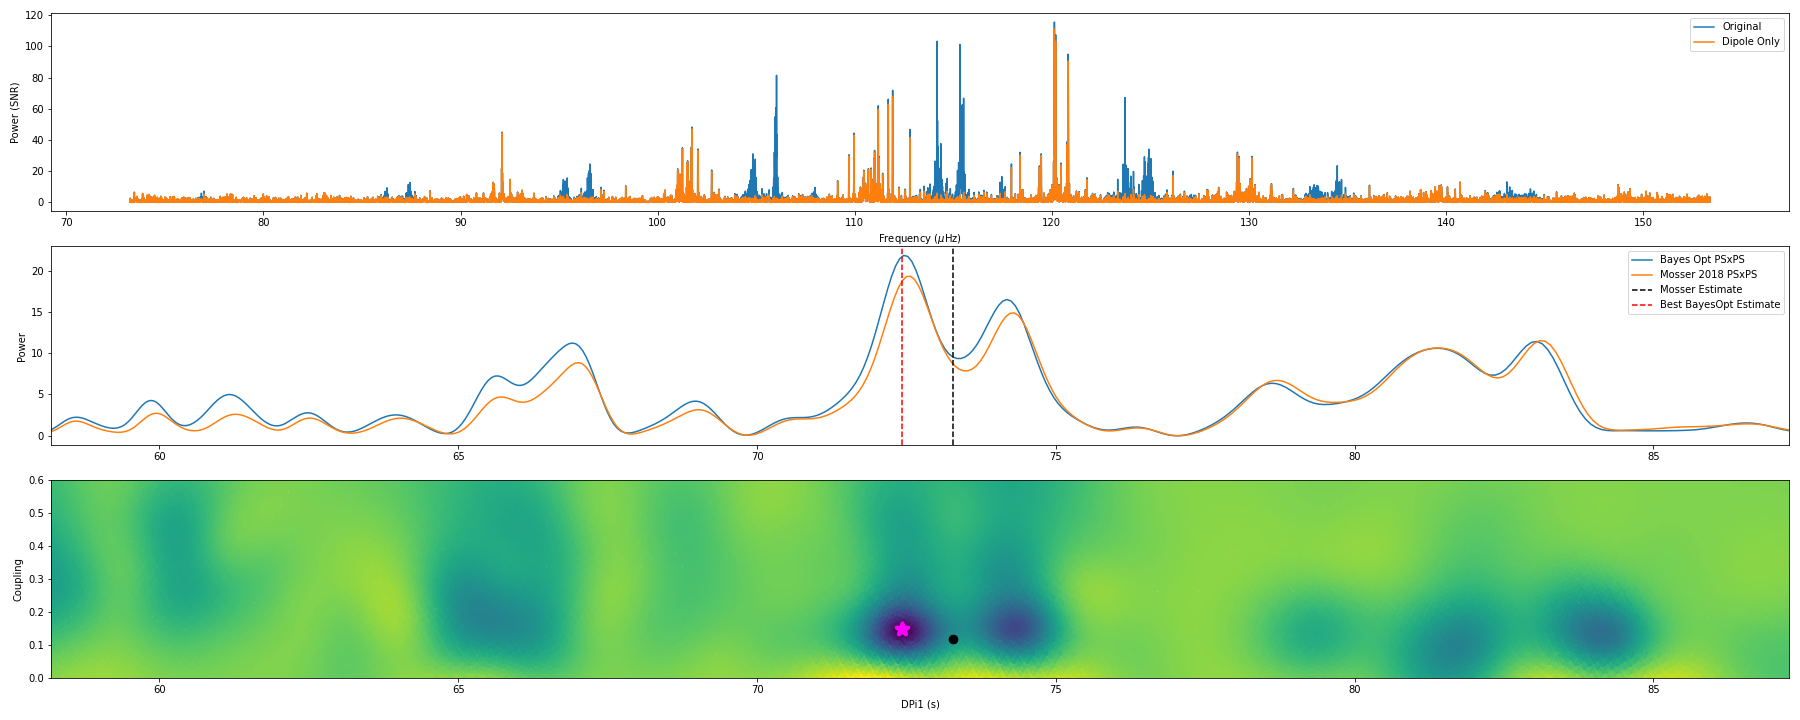 120
100
80
60
40
20
0
Power (SNR)
Original
Dipole Only
70 80 90 100 110 120 130 140 150
Frequency (μHz)
20
15
10
5
0
Power
Bayes Opt PSxPS
Mosser 2018 PSxPS
Mosser Estimate
Best BayesOpt Estimate
60 65 70 75 80 85
0.6
0.5
0.4
0.3
0.2
0.1
0.0
Coupling
60 65 70 75 80 85
DPi1 (s)